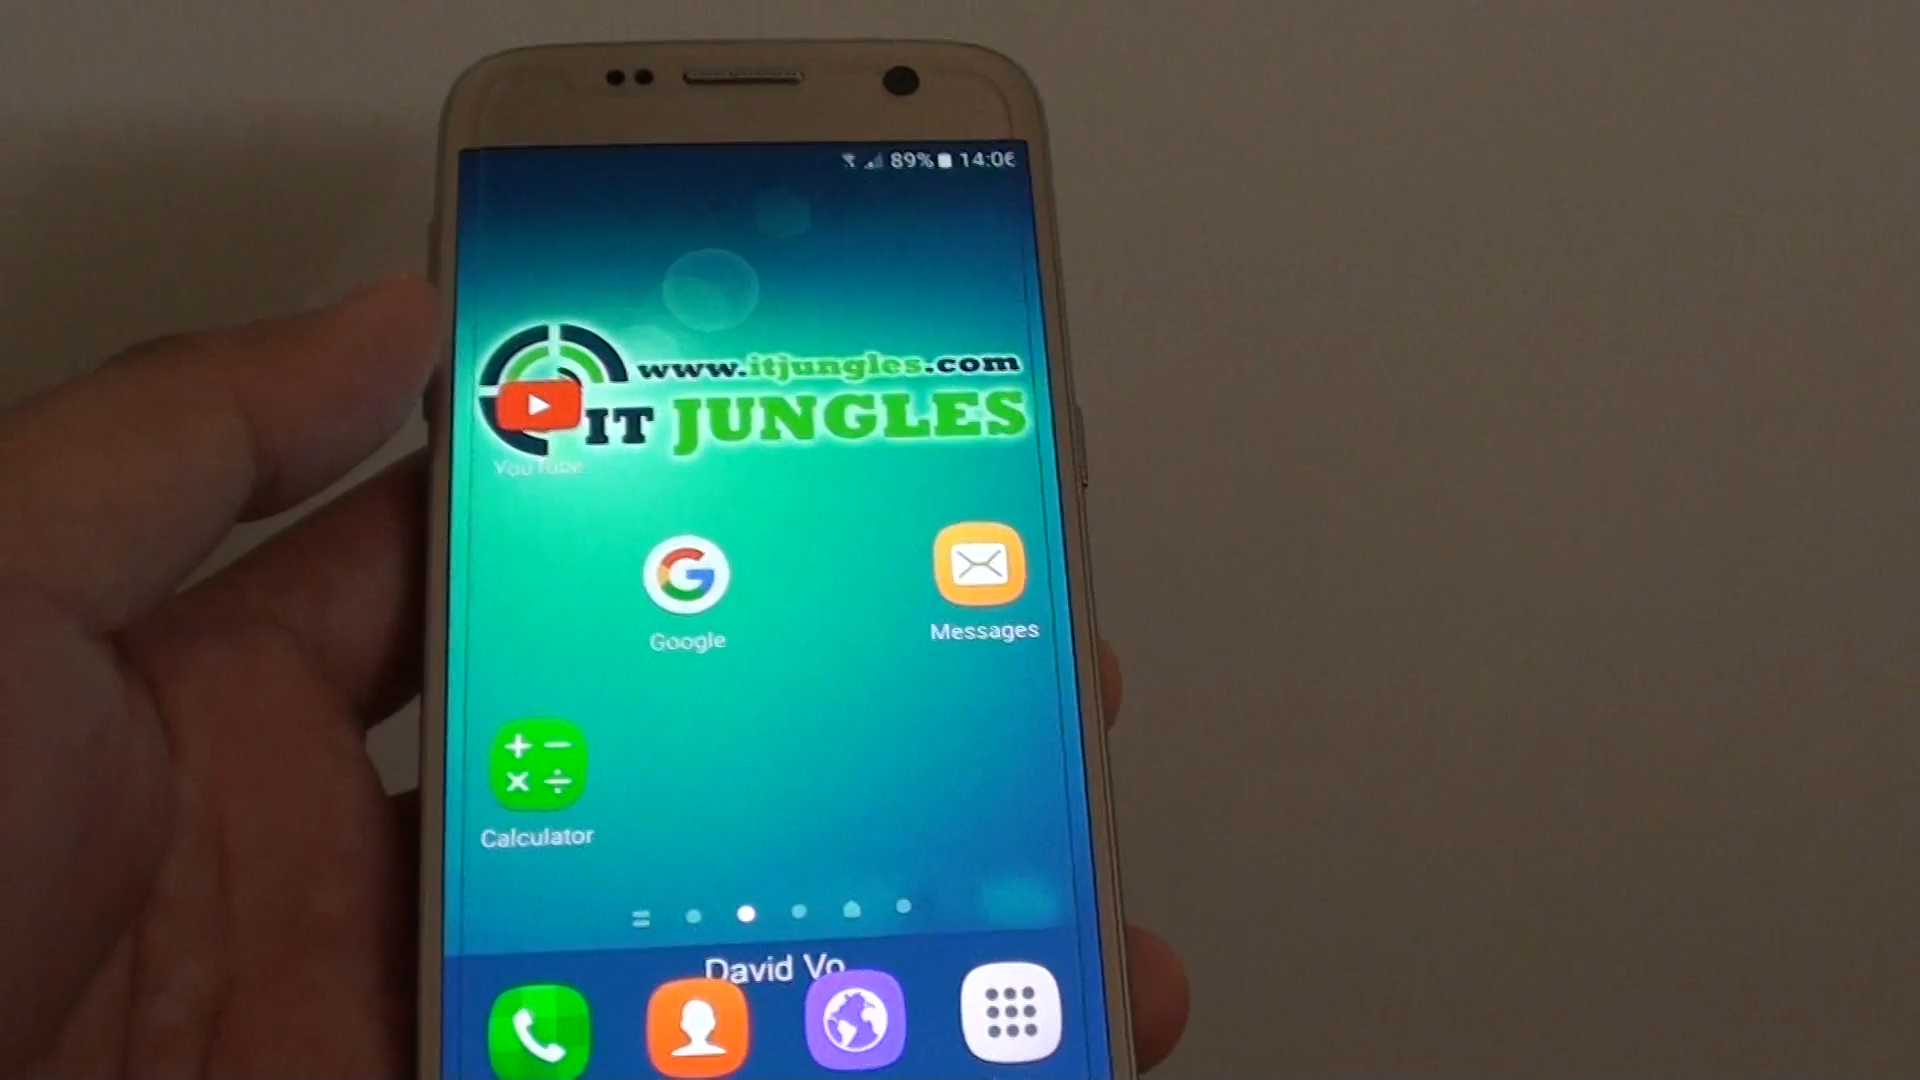 89% 14:06
www.itjungles.com
IT JUNGLES
YouTube
Google
Messages
Calculator
David Vo